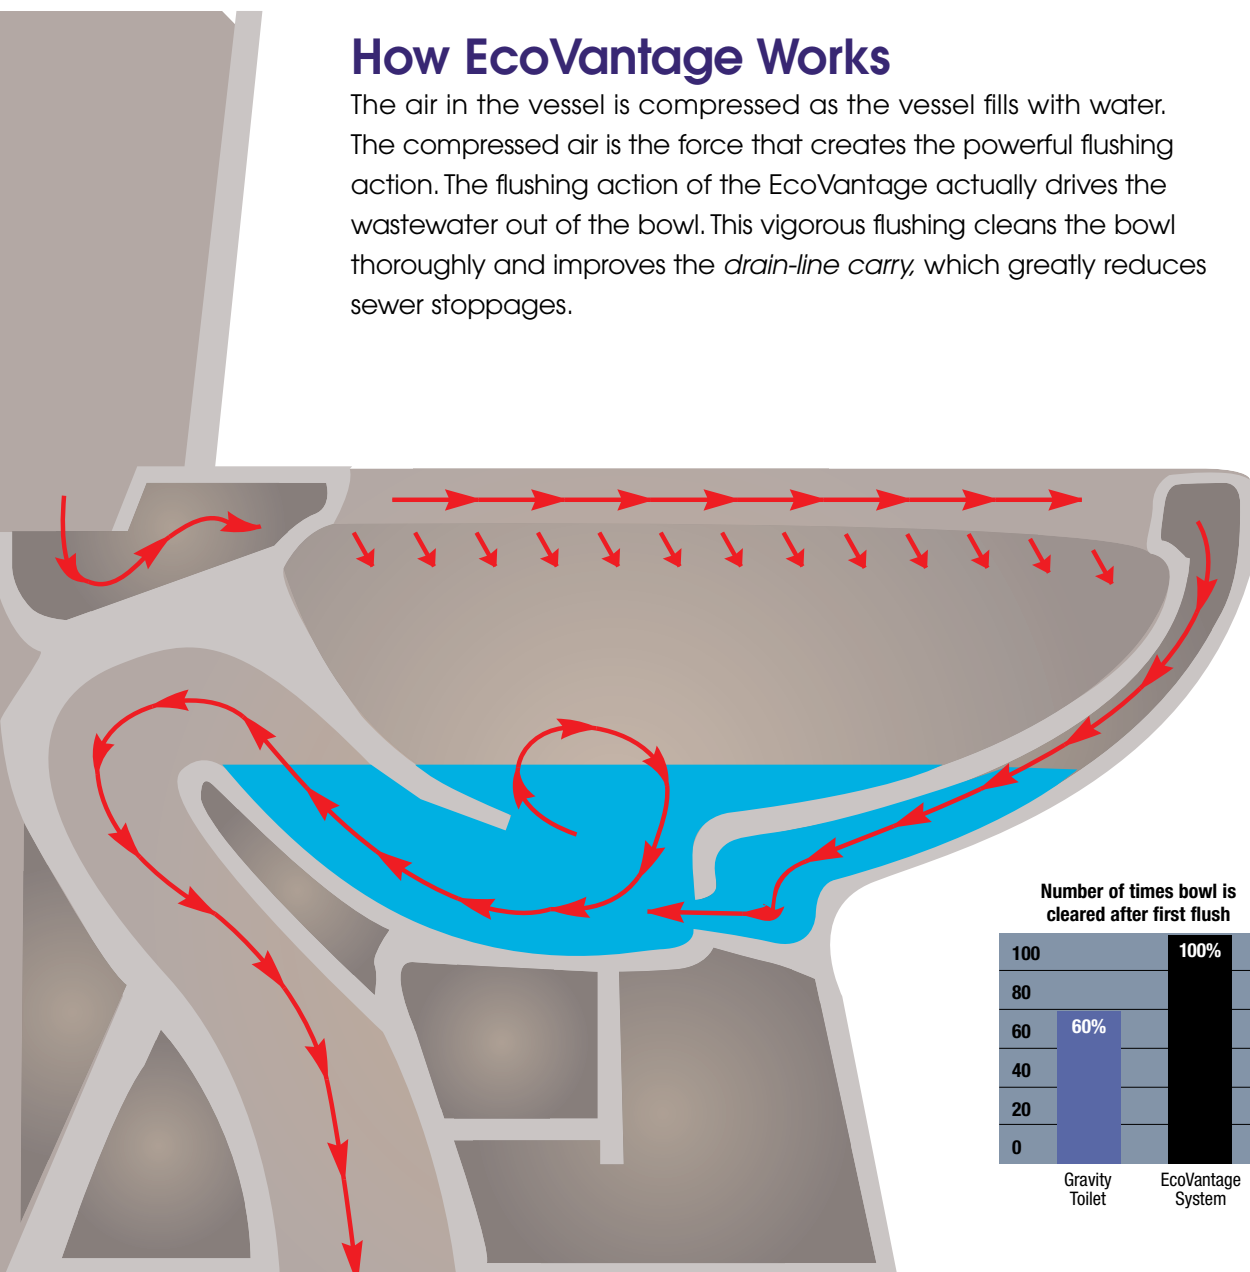 How EcoVantage Works
The air in the vessel is compressed as the vessel fills with water.
The compressed air is the force that creates the powerful flushing
action. The flushing action of the EcoVantage actually drives the
wastewater out of the bowl. This vigorous flushing cleans the bowl
thoroughly and improves the drain-line carry, which greatly reduces
sewer stoppages.
Number of times bowl is
cleared after first flush
100
80
60
40
20
0
60%
100%
Gravity
Toilet
EcoVantage
System